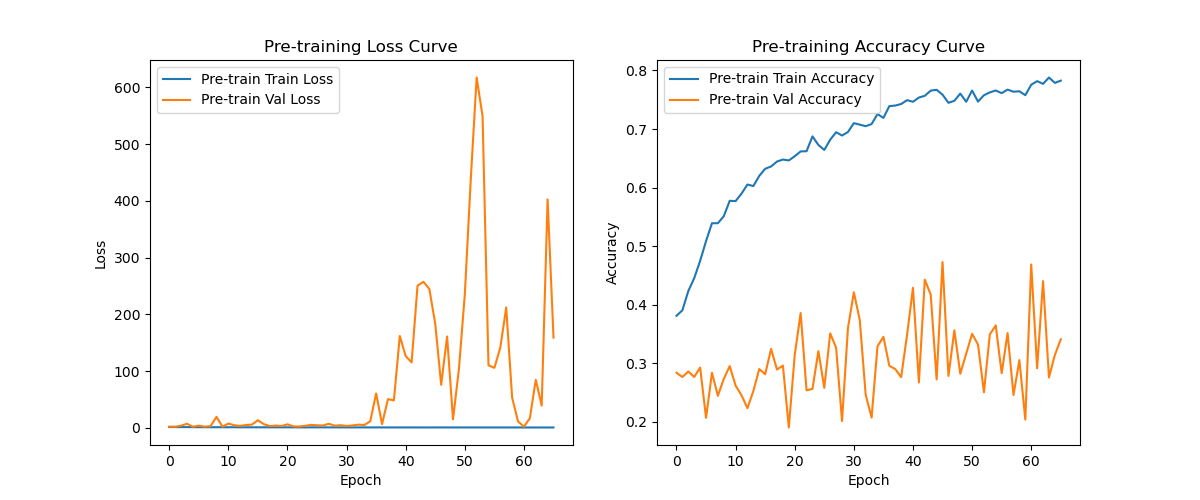 Pre-training Loss Curve
Pre-train Train Loss
Pre-train Val Loss
600
500
400
300
200
100
0
Loss
0 10 20 30 40 50 60
Epoch
Pre-training Accuracy Curve
Pre-train Train Accuracy
Pre-train Val Accuracy
0.8
0.7
0.6
0.5
0.4
0.3
0.2
Accuracy
0 10 20 30 40 50 60
Epoch